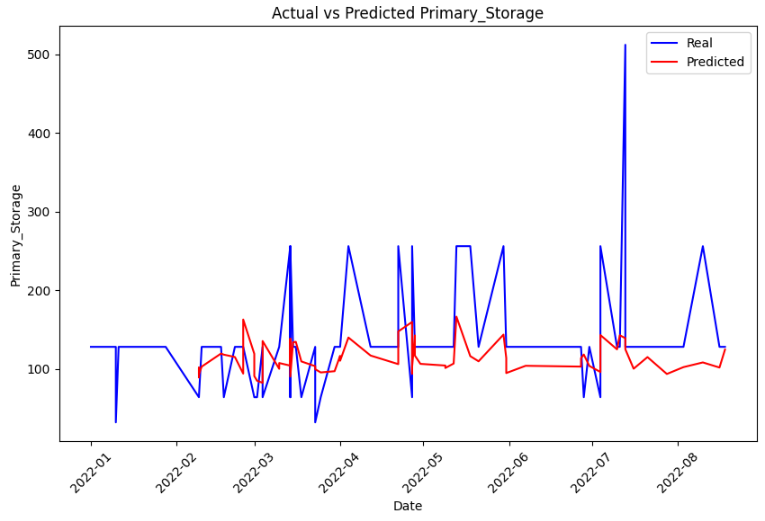 Actual vs Predicted Primary_Storage
Real
Predicted
500
400
300
200
100
Primary_Storage
2022-01
2022-02
2022-03
2022-04
2022-05
2022-06
2022-07
2022-08
Date